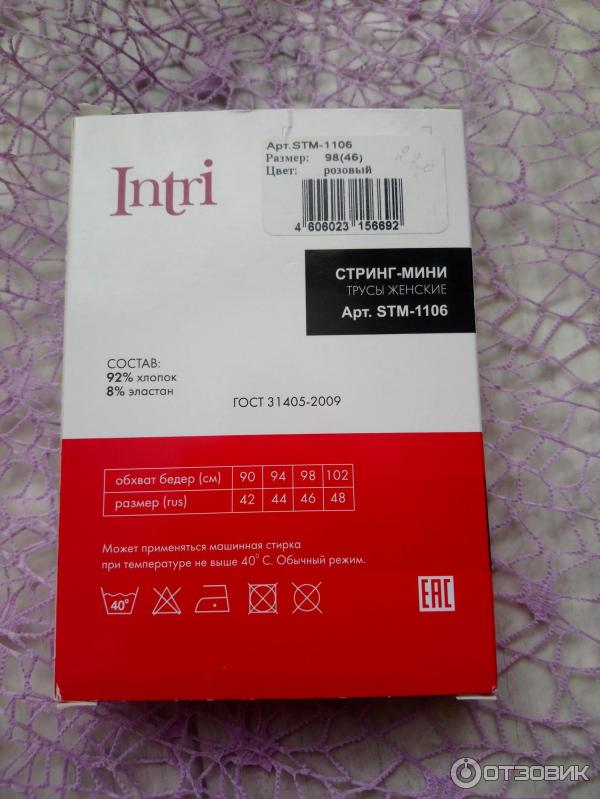 Intri
Арт.STM-1106
Размер: 98(46)
Цвет: розовый
4 606023 156692
СТРИНГ-МИНИ
ТРУСЫ ЖЕНСКИЕ
Арт. STM-1106
СОСТАВ:
92% хлопок
8% эластан
ГОСТ 31405-2009
обхват бедер (см) 90 94 98 102
размер (rus) 42 44 46 48
Может применяться машинная стирка
при температуре не выше 40° С. Обычный режим.
40°
EAC
ОТЗОВИК